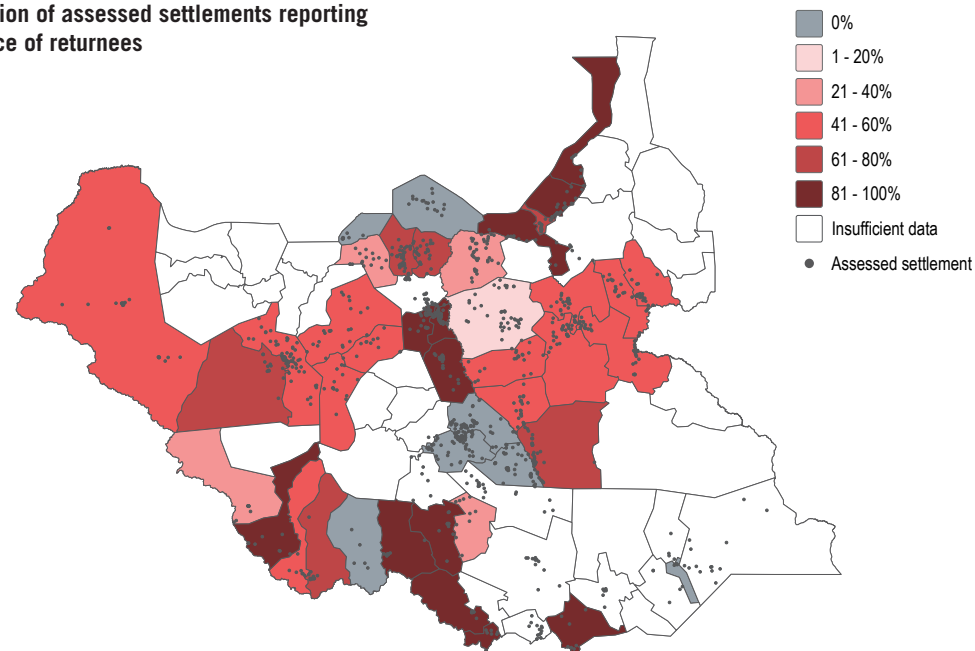 ion of assessed settlements reporting
ce of returnees
0%
1 - 20%
21 - 40%
41 - 60%
61 - 80%
81 - 100%
Insufficient data
Assessed settlement